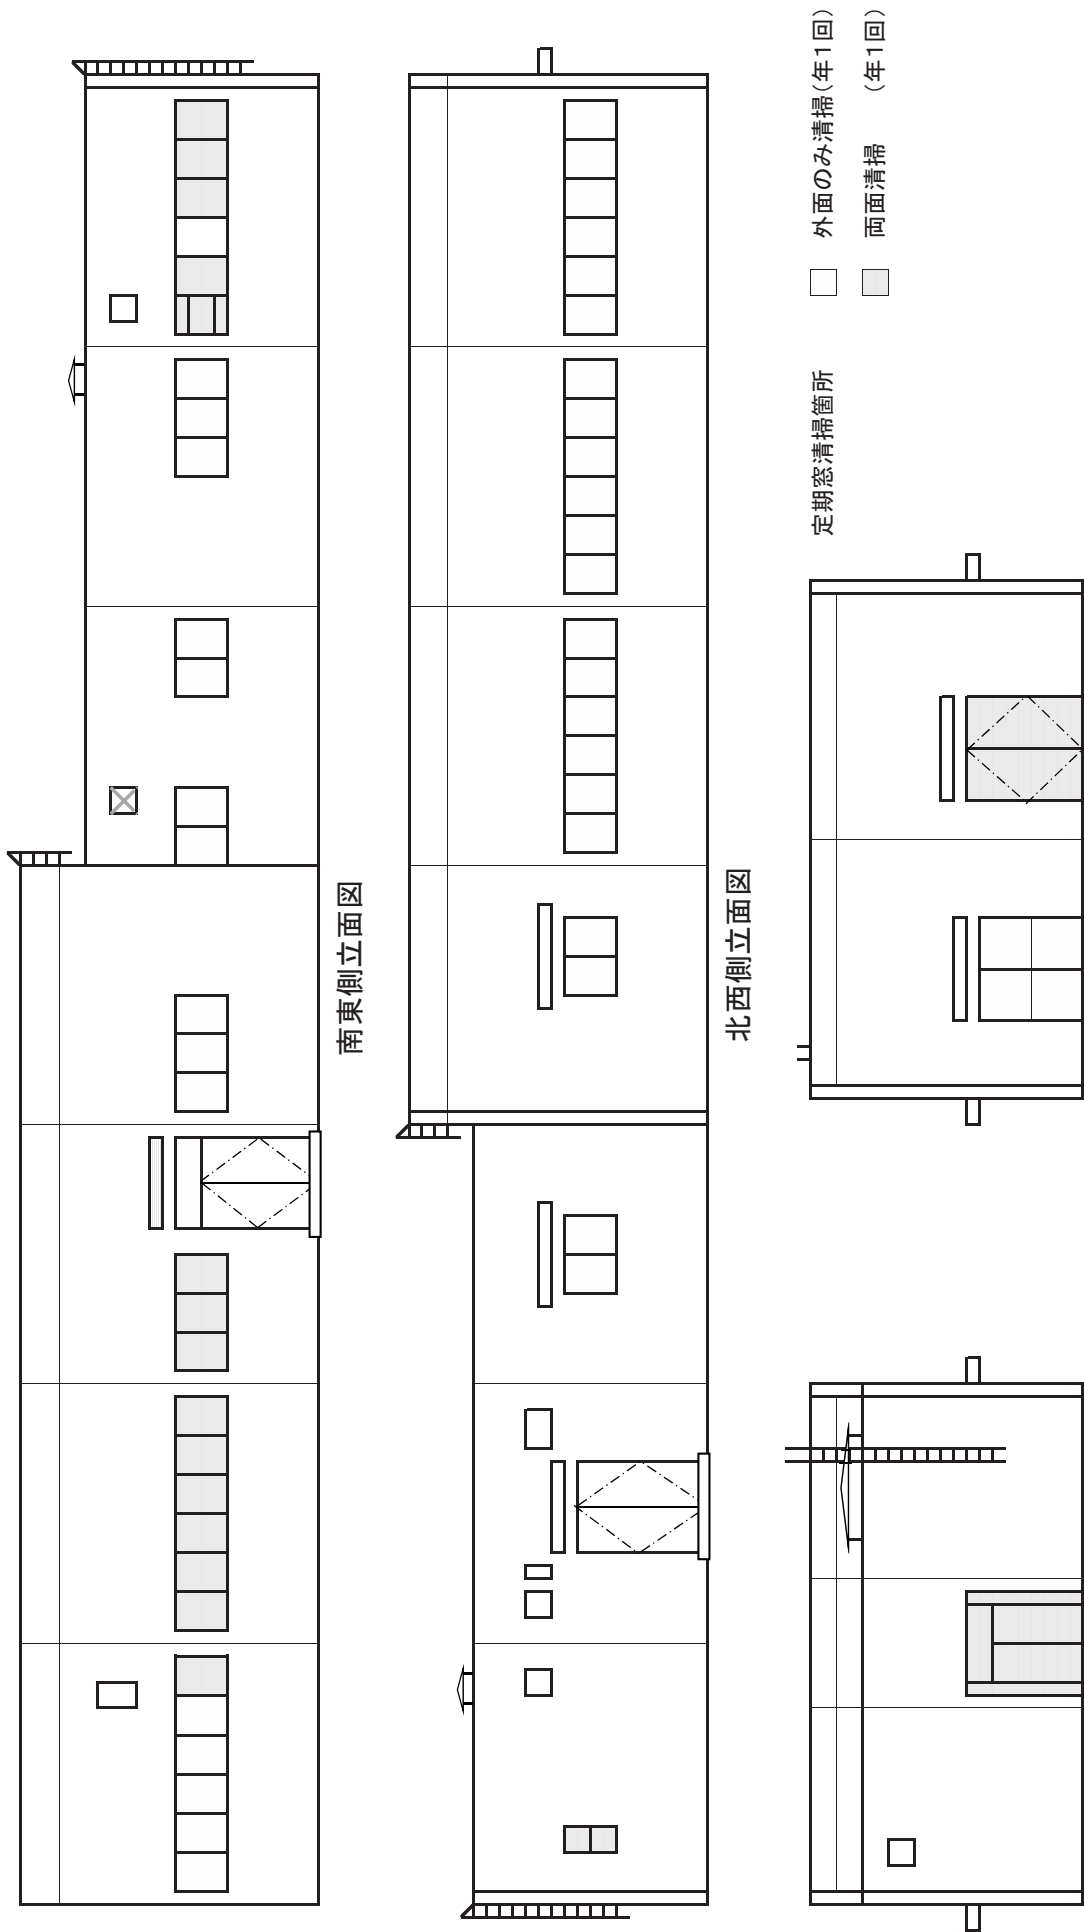 南東側立面図
北西側立面図
定期窓清掃箇所
外面のみ清掃(年1回)
両面清掃 (年1回)